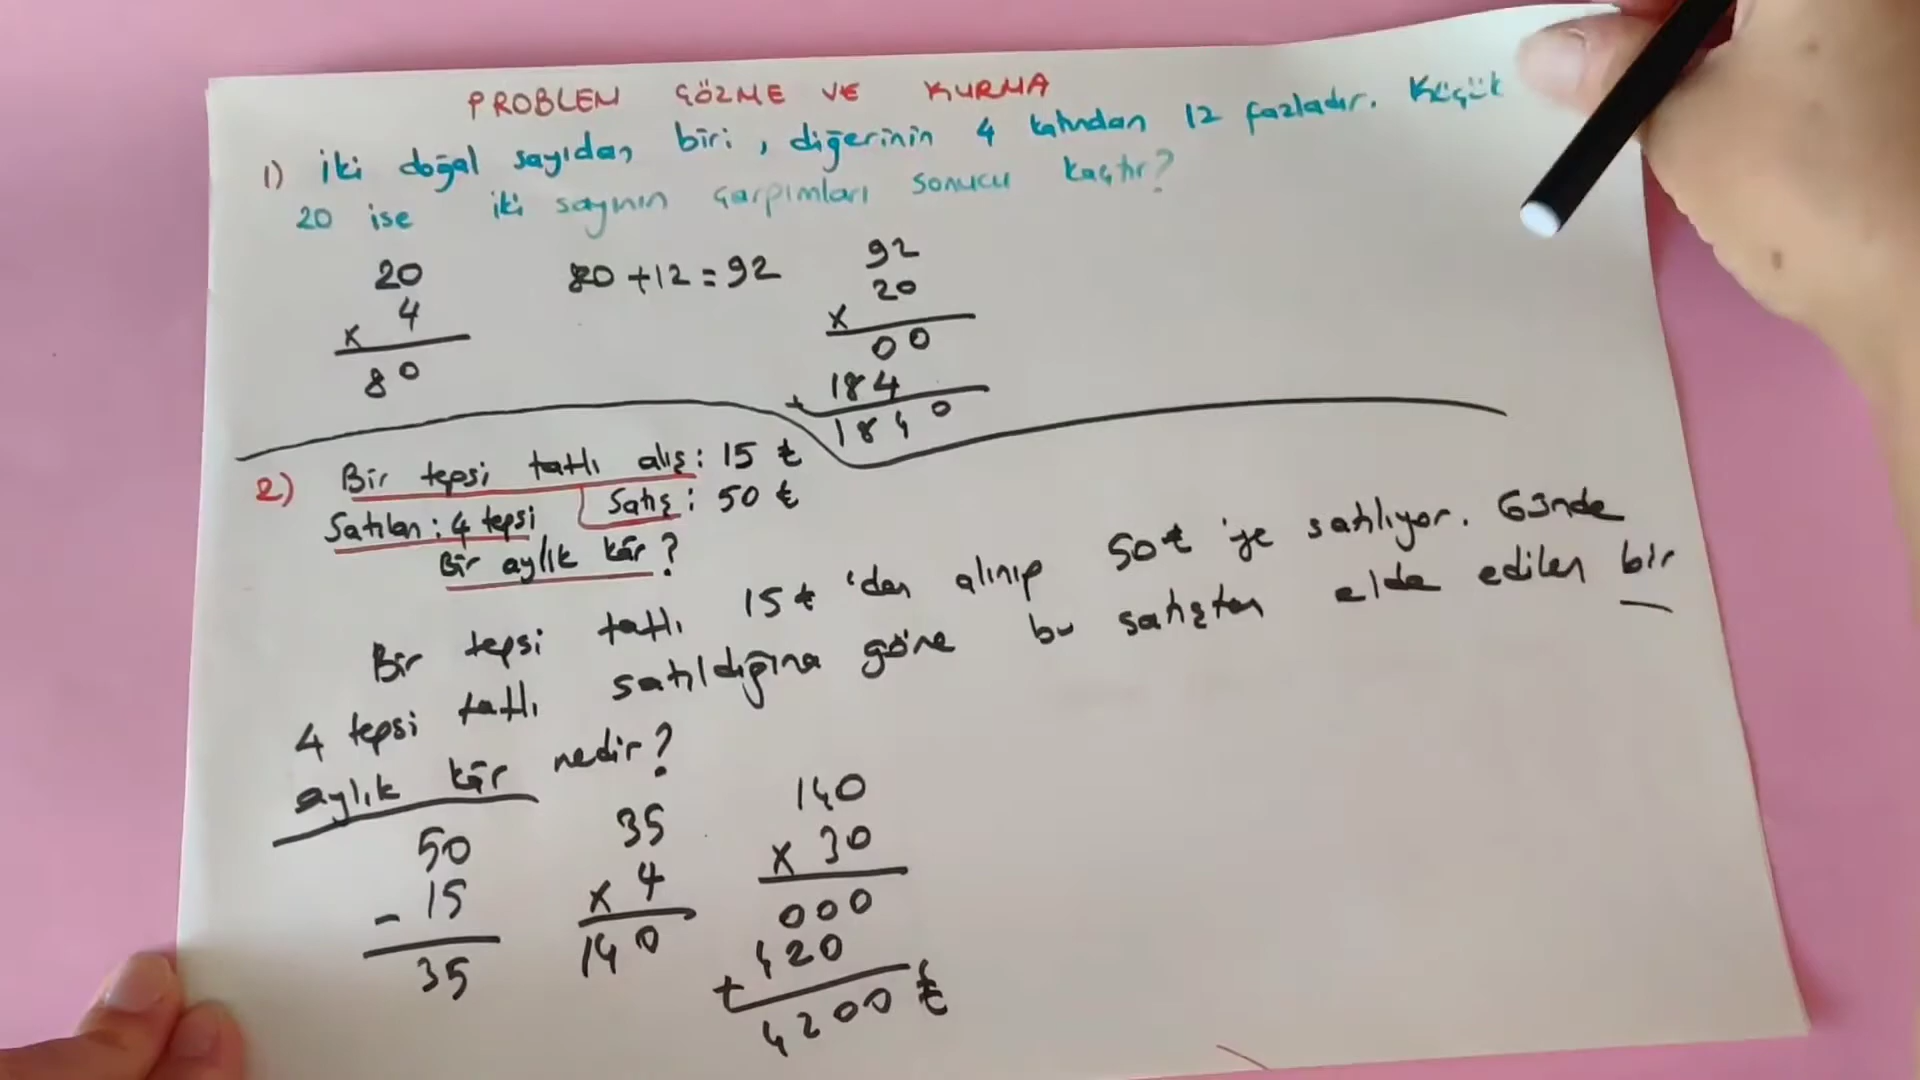 PROBLEM ÇÖZME VE KURMA
1) İki doğal sayıdan biri, diğerinin 4 katından 12 fazladır. Küçük
20 ise iki sayının çarpımları sonucu kaçtır?
20
x 4
80
80 + 12 = 92
92
x 20
00
+ 184
1840
2) Bir tepsi tatlı alış: 15 ₺
Satış: 50 ₺
Satılan: 4 tepsi
Bir aylık kâr?
Bir tepsi tatlı 15 ₺ 'den alınıp 50 ₺ 'ye satılıyor. Günde
4 tepsi tatlı satıldığına göre bu satıştan elde edilen bir
aylık kâr nedir?
50
- 15
35
35
x 4
140
140
x 30
000
+ 420
4200 ₺